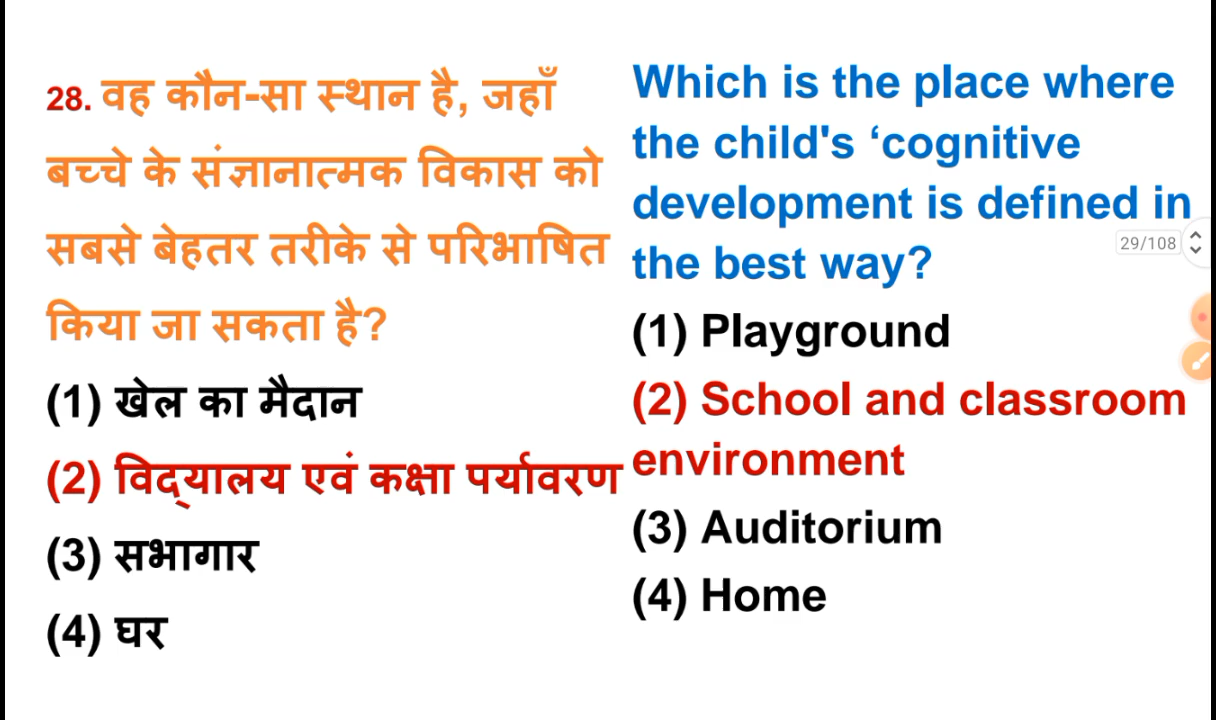 28. वह कौन-सा स्थान है, जहाँ
बच्चे के संज्ञानात्मक विकास को
सबसे बेहतर तरीके से परिभाषित
किया जा सकता है?
(1) खेल का मैदान
(2) विद्यालय एवं कक्षा पर्यावरण
(3) सभागार
(4) घर
Which is the place where
the child's ‘cognitive
development is defined in
the best way?
(1) Playground
(2) School and classroom
environment
(3) Auditorium
(4) Home
29/108